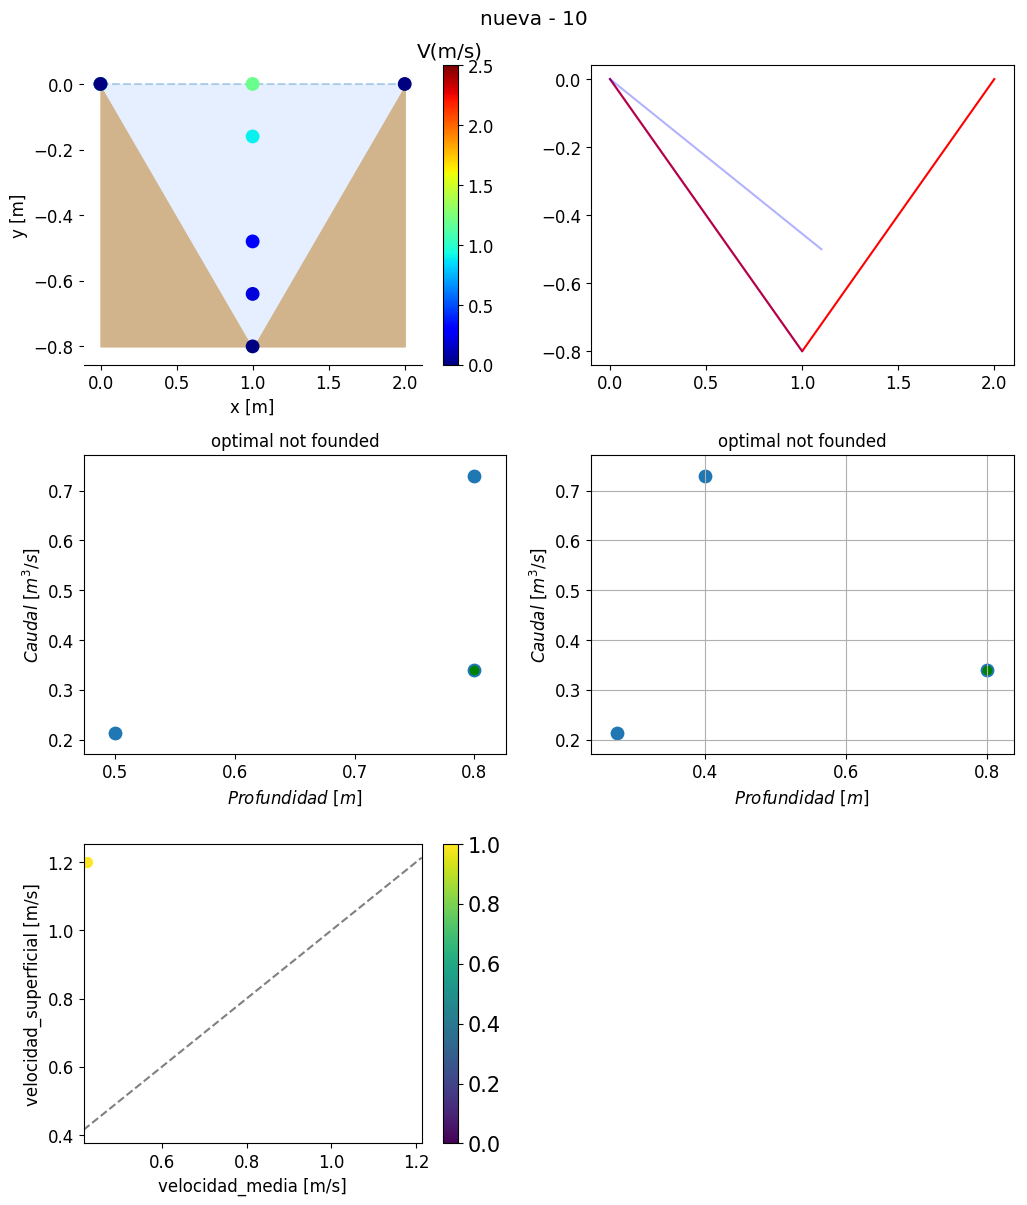 nueva - 10
V(m/s)
0.0
−0.2
−0.4
−0.6
−0.8
y [m]
0.0 0.5 1.0 1.5 2.0
x [m]
2.5
2.0
1.5
1.0
0.5
0.0
0.0
−0.2
−0.4
−0.6
−0.8
0.0 0.5 1.0 1.5 2.0
optimal not founded
0.7
0.6
0.5
0.4
0.3
0.2
Caudal [m³/s]
0.5 0.6 0.7 0.8
Profundidad [m]
optimal not founded
0.7
0.6
0.5
0.4
0.3
0.2
Caudal [m³/s]
0.4 0.6 0.8
Profundidad [m]
1.2
1.0
0.8
0.6
0.4
velocidad_superficial [m/s]
0.6 0.8 1.0 1.2
velocidad_media [m/s]
1.0
0.8
0.6
0.4
0.2
0.0